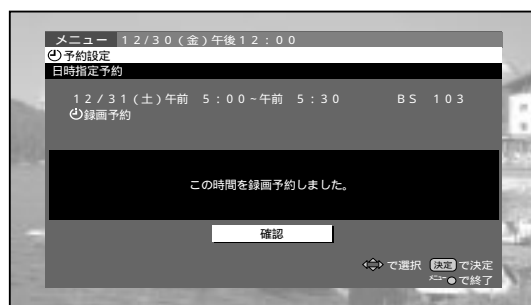 メニュー 12/30(金)午後12:00
予約設定
日時指定予約
12/31(土)午前 5:00~午前 5:30 BS 103
録画予約
この時間を録画予約しました。
確認
で選択 決定 で決定
メニュー で終了